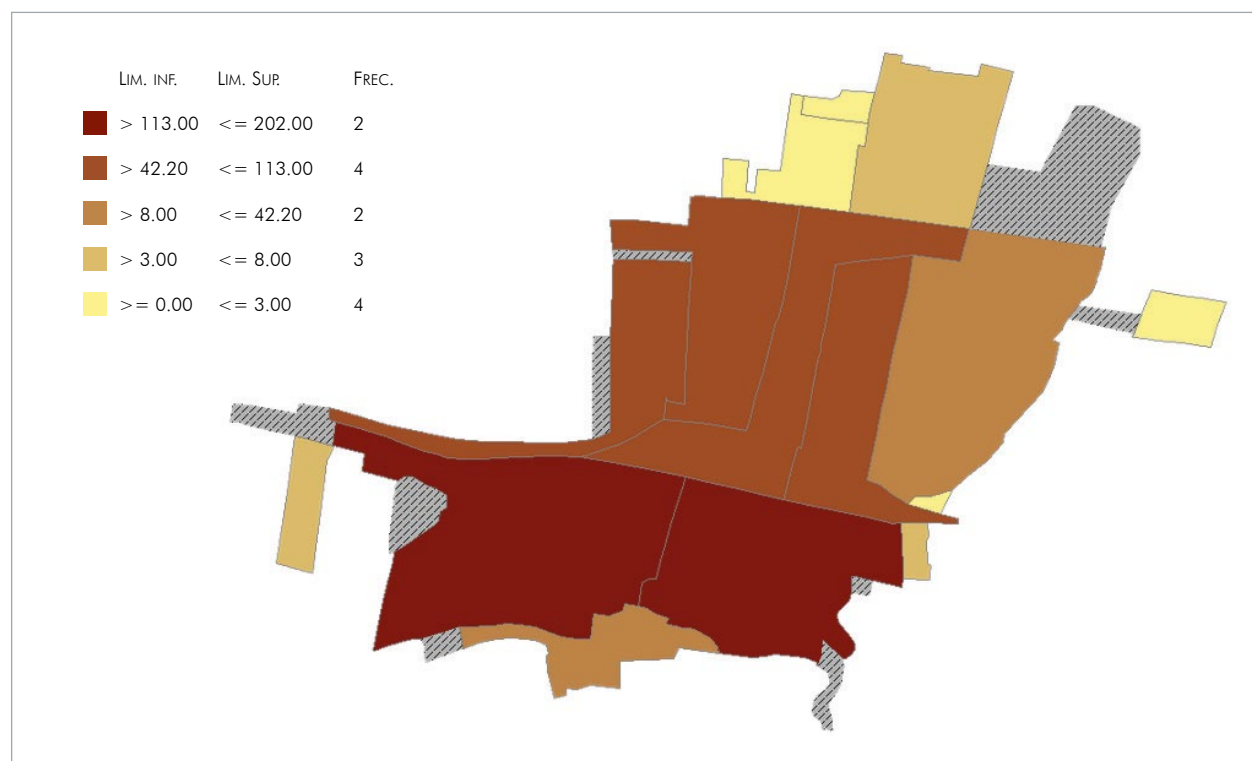 LIM. INF. LIM. SUP. FREC.
> 113.00 <= 202.00 2
> 42.20 <= 113.00 4
> 8.00 <= 42.20 2
> 3.00 <= 8.00 3
>= 0.00 <= 3.00 4